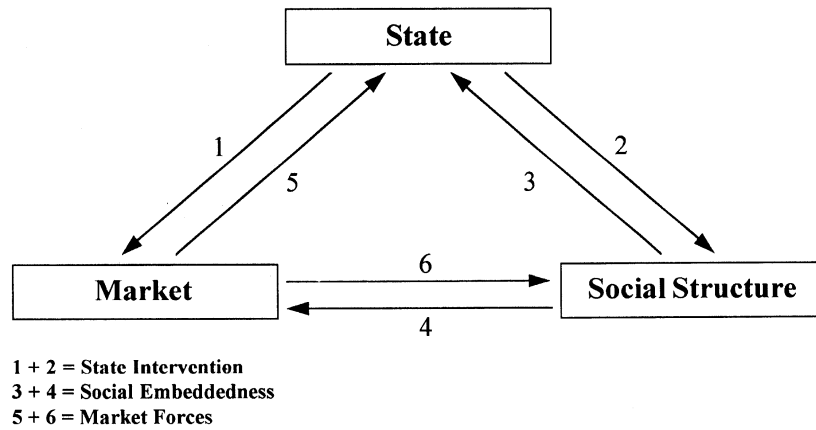 State
1
2
5
3
6
Market
Social Structure
4
1 + 2 = State Intervention
3 + 4 = Social Embeddedness
5 + 6 = Market Forces